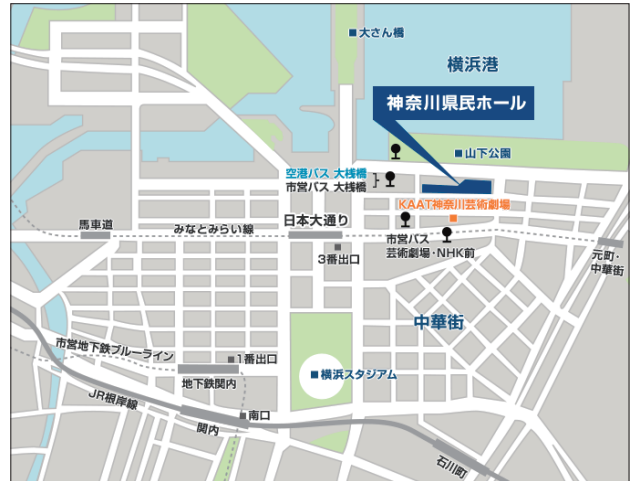 大さん橋
横浜港
神奈川県民ホール
山下公園
空港バス 大桟橋
市営バス 大桟橋
KAAT神奈川芸術劇場
日本大通り
馬車道
みなとみらい線
市営バス
芸術劇場・NHK前
3番出口
元町・
中華街
中華街
市営地下鉄ブルーライン
1番出口
地下鉄関内
横浜スタジアム
JR根岸線
南口
関内
石川町